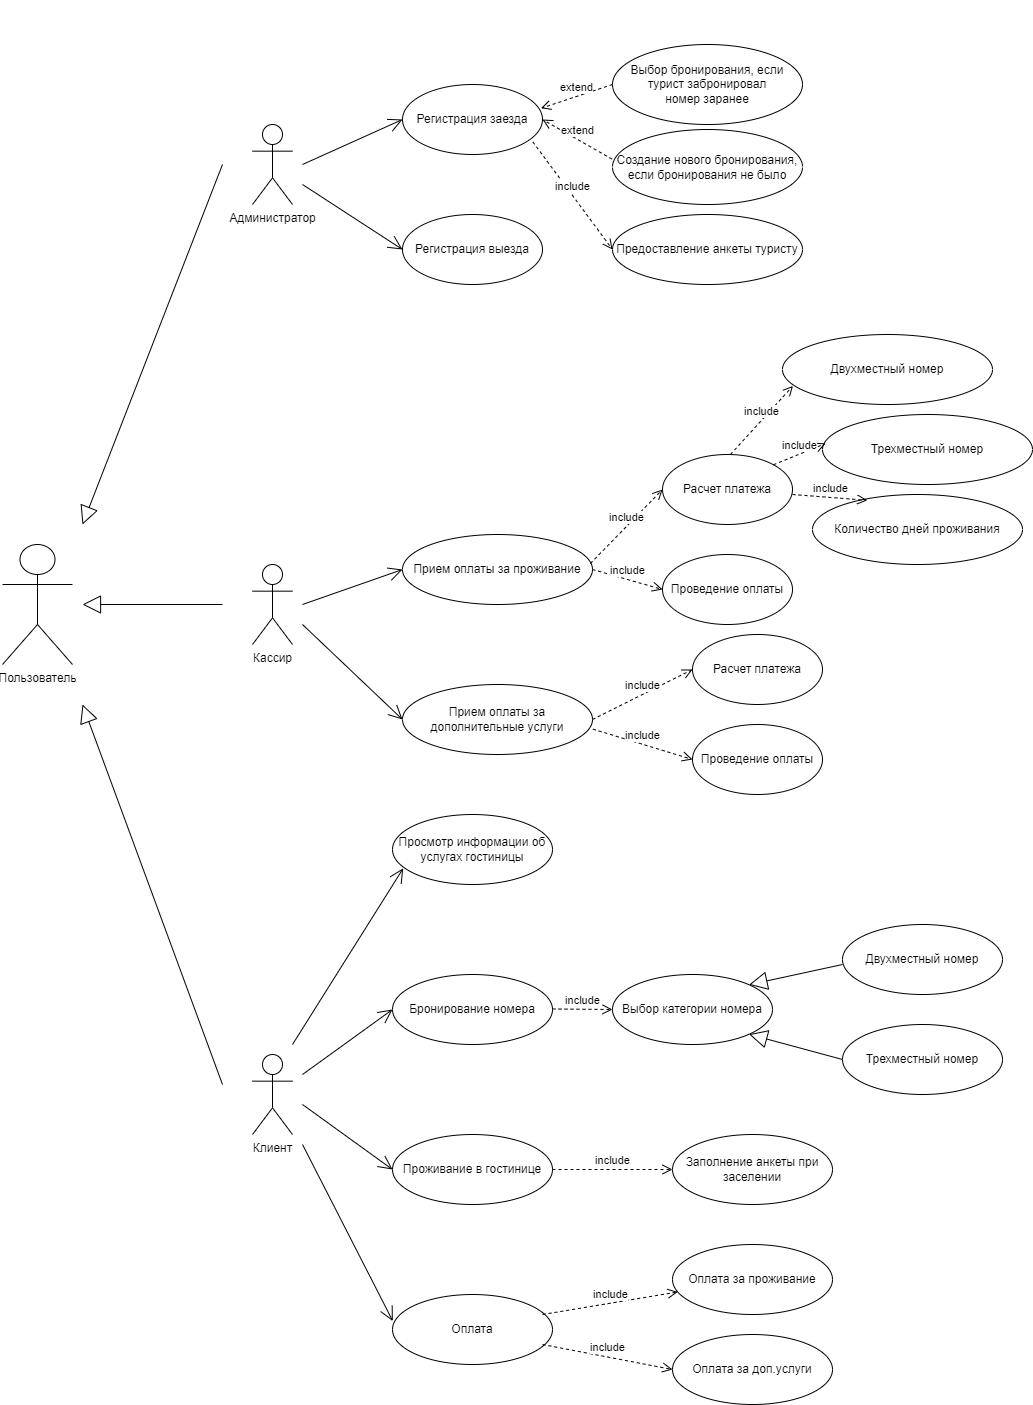 Выбор бронирования, если
турист забронировал
номер заранее
extend
Регистрация заезда
extend
Создание нового бронирования,
если бронирования не было
include
Администратор
Регистрация выезда
Предоставление анкеты туристу
Двухместный номер
include
include
Трехместный номер
Расчет платежа
include
include
Количество дней проживания
Прием оплаты за проживание
include
Проведение оплаты
Кассир
Пользователь
Расчет платежа
include
Прием оплаты за
дополнительные услуги
include
Проведение оплаты
Просмотр информации об
услугах гостиницы
Двухместный номер
include
Бронирование номера
Выбор категории номера
Трехместный номер
Клиент
include
Проживание в гостинице
Заполнение анкеты при
заселении
Оплата за проживание
include
Оплата
include
Оплата за доп.услуги